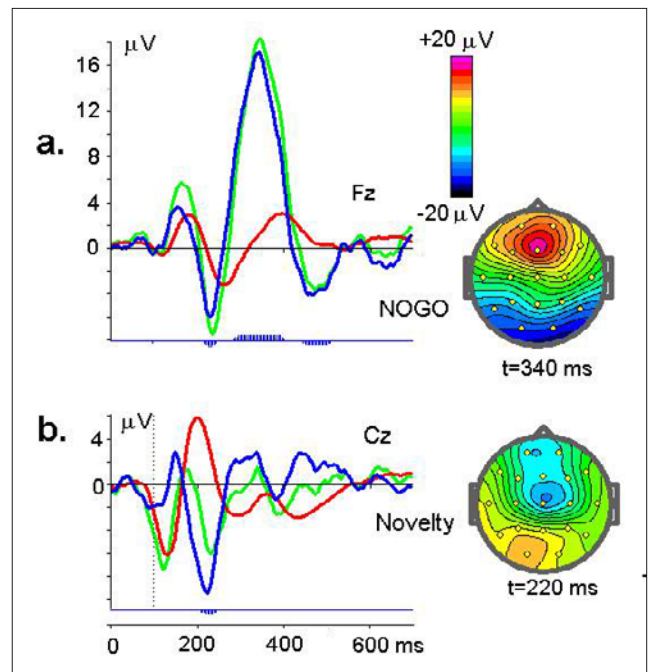 μV
+20 μV
16
12
a.
8
Fz
4
-20 μV
0
NOGO
t=340 ms
b.
μV
Cz
4
0
Novelty
t=220 ms
0 200 400 600 ms